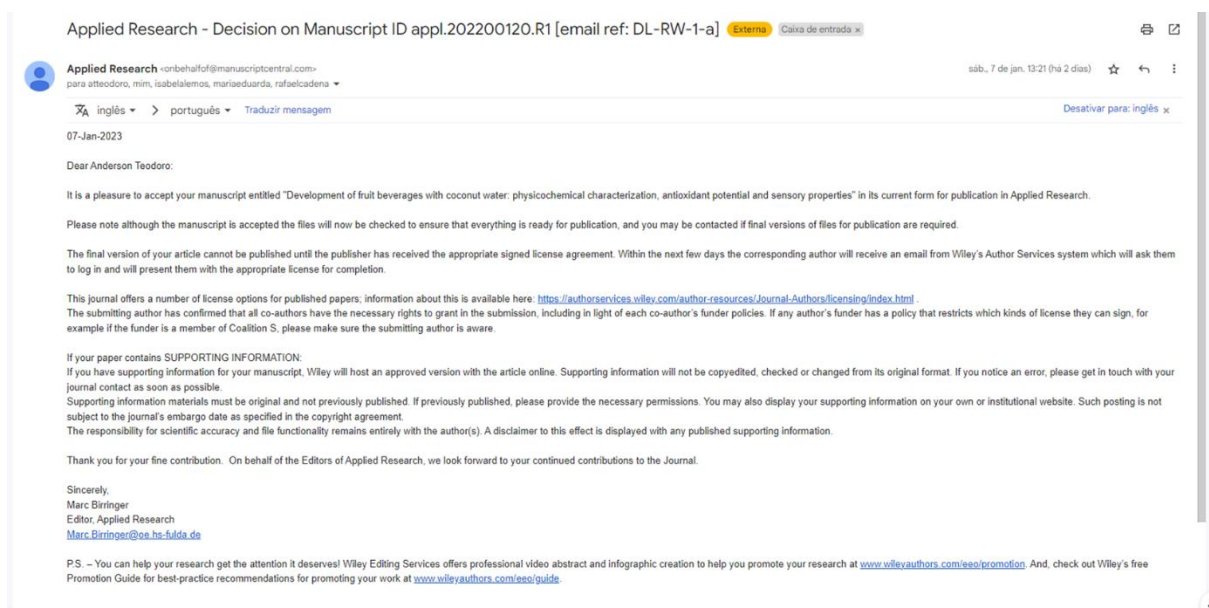 Applied Research - Decision on Manuscript ID appl.202200120.R1 [email ref: DL-RW-1-a] Externa Caixa de entrada x
Applied Research <onbehalfof@manuscriptcentral.com> sáb., 7 de jan. 13:21 (há 2 dias)
para atteodoro, mim, isabelalemos, mariaeduarda, rafaelcadena
inglês > português Traduzir mensagem Desativar para: inglês x
07-Jan-2023
Dear Anderson Teodoro:
It is a pleasure to accept your manuscript entitled "Development of fruit beverages with coconut water: physicochemical characterization, antioxidant potential and sensory properties" in its current form for publication in Applied Research.
Please note although the manuscript is accepted the files will now be checked to ensure that everything is ready for publication, and you may be contacted if final versions of files for publication are required.
The final version of your article cannot be published until the publisher has received the appropriate signed license agreement. Within the next few days the corresponding author will receive an email from Wiley's Author Services system which will ask them
to log in and will present them with the appropriate license for completion.
This journal offers a number of license options for published papers; information about this is available here: https://authorservices.wiley.com/author-resources/Journal-Authors/licensing/index.html .
The submitting author has confirmed that all co-authors have the necessary rights to grant in the submission, including in light of each co-author's funder policies. If any author's funder has a policy that restricts which kinds of license they can sign, for
example if the funder is a member of Coalition S, please make sure the submitting author is aware.
If your paper contains SUPPORTING INFORMATION:
If you have supporting information for your manuscript, Wiley will host an approved version with the article online. Supporting information will not be copyedited, checked or changed from its original format. If you notice an error, please get in touch with your
journal contact as soon as possible.
Supporting information materials must be original and not previously published. If previously published, please provide the necessary permissions. You may also display your supporting information on your own or institutional website. Such posting is not
subject to the journal's embargo date as specified in the copyright agreement.
The responsibility for scientific accuracy and file functionality remains entirely with the author(s). A disclaimer to this effect is displayed with any published supporting information.
Thank you for your fine contribution. On behalf of the Editors of Applied Research, we look forward to your continued contributions to the Journal.
Sincerely,
Marc Birringer
Editor, Applied Research
Marc.Birringer@oe.hs-fulda.de
P.S. – You can help your research get the attention it deserves! Wiley Editing Services offers professional video abstract and infographic creation to help you promote your research at www.wileyauthors.com/eeo/promotion. And, check out Wiley's free
Promotion Guide for best-practice recommendations for promoting your work at www.wileyauthors.com/eeo/guide.